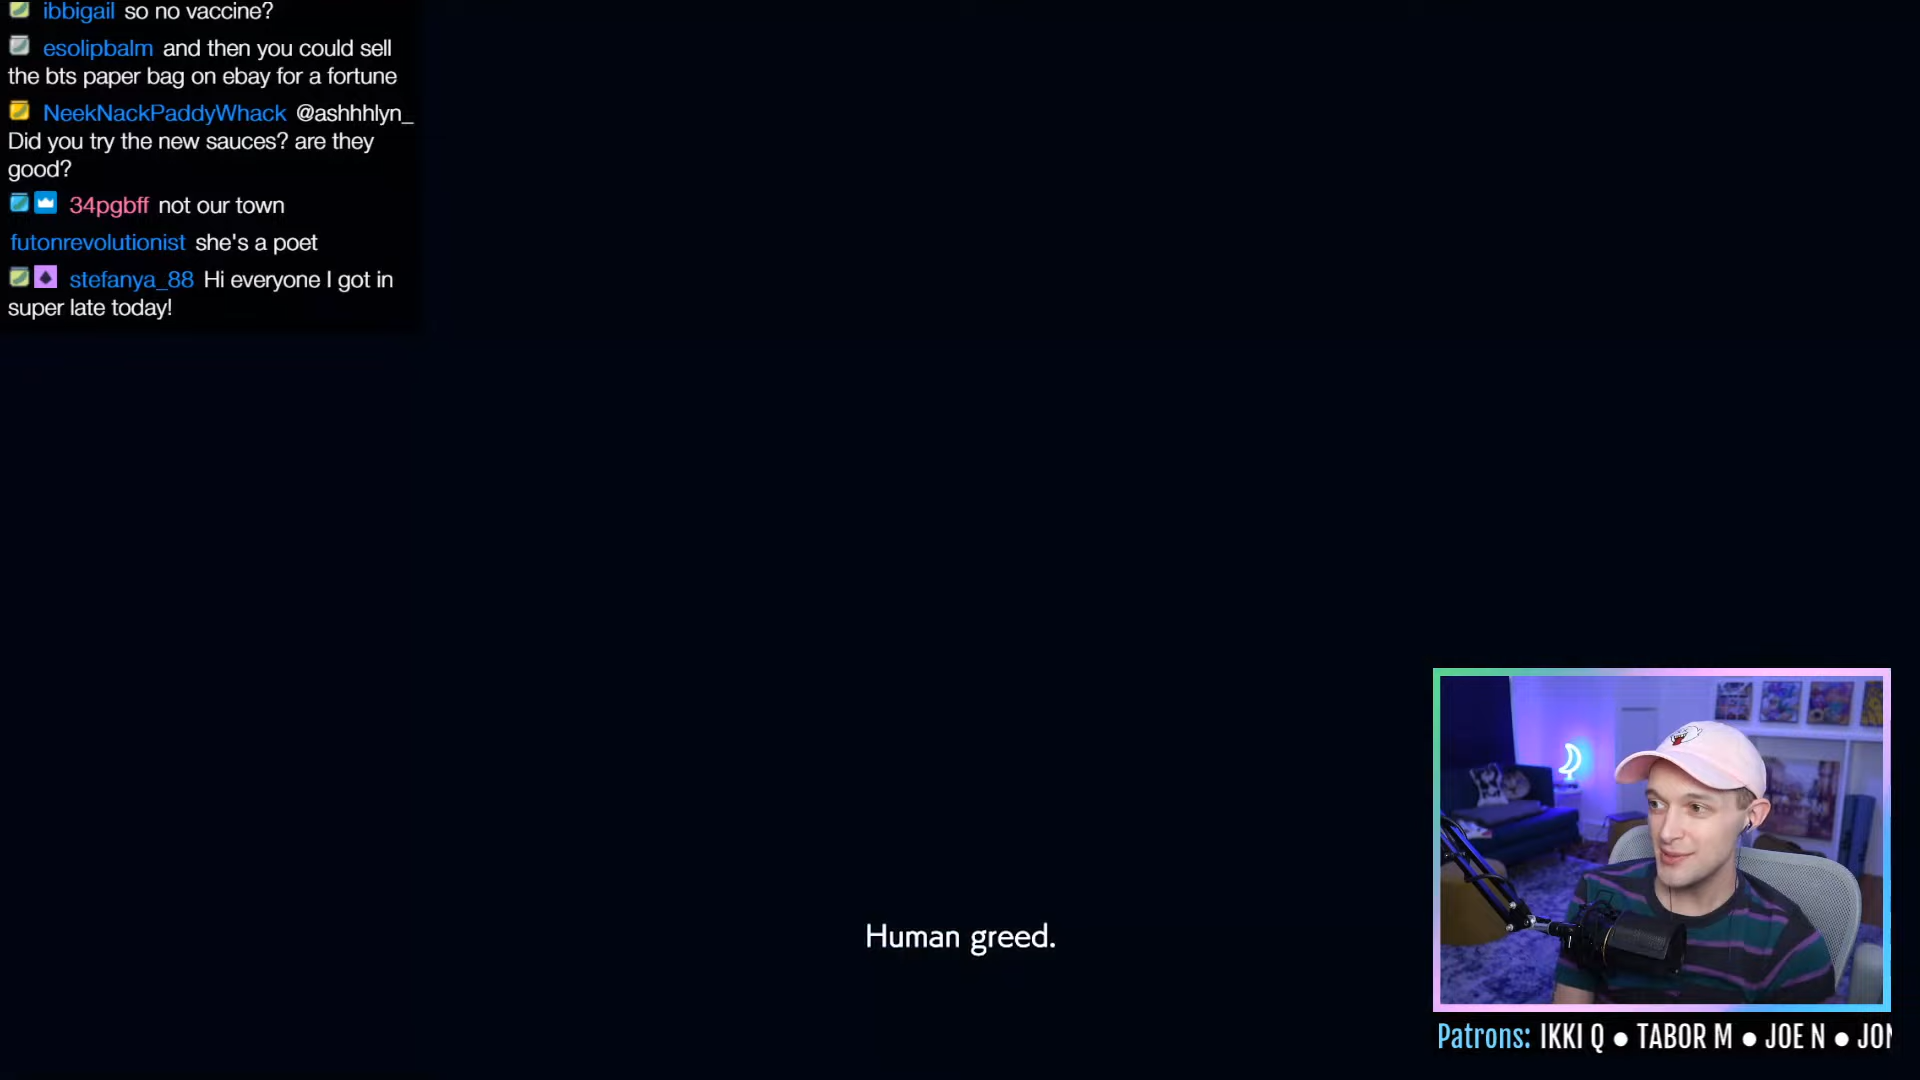 ibbigail so no vaccine?
esolipbalm and then you could sell
the bts paper bag on ebay for a fortune
NeekNackPaddyWhack @ashhhlyn_
Did you try the new sauces? are they
good?
34pgbff not our town
futonrevolutionist she's a poet
stefanya_88 Hi everyone I got in
super late today!
Human greed.
Patrons: IKKI Q ● TABOR M ● JOE N ● JON